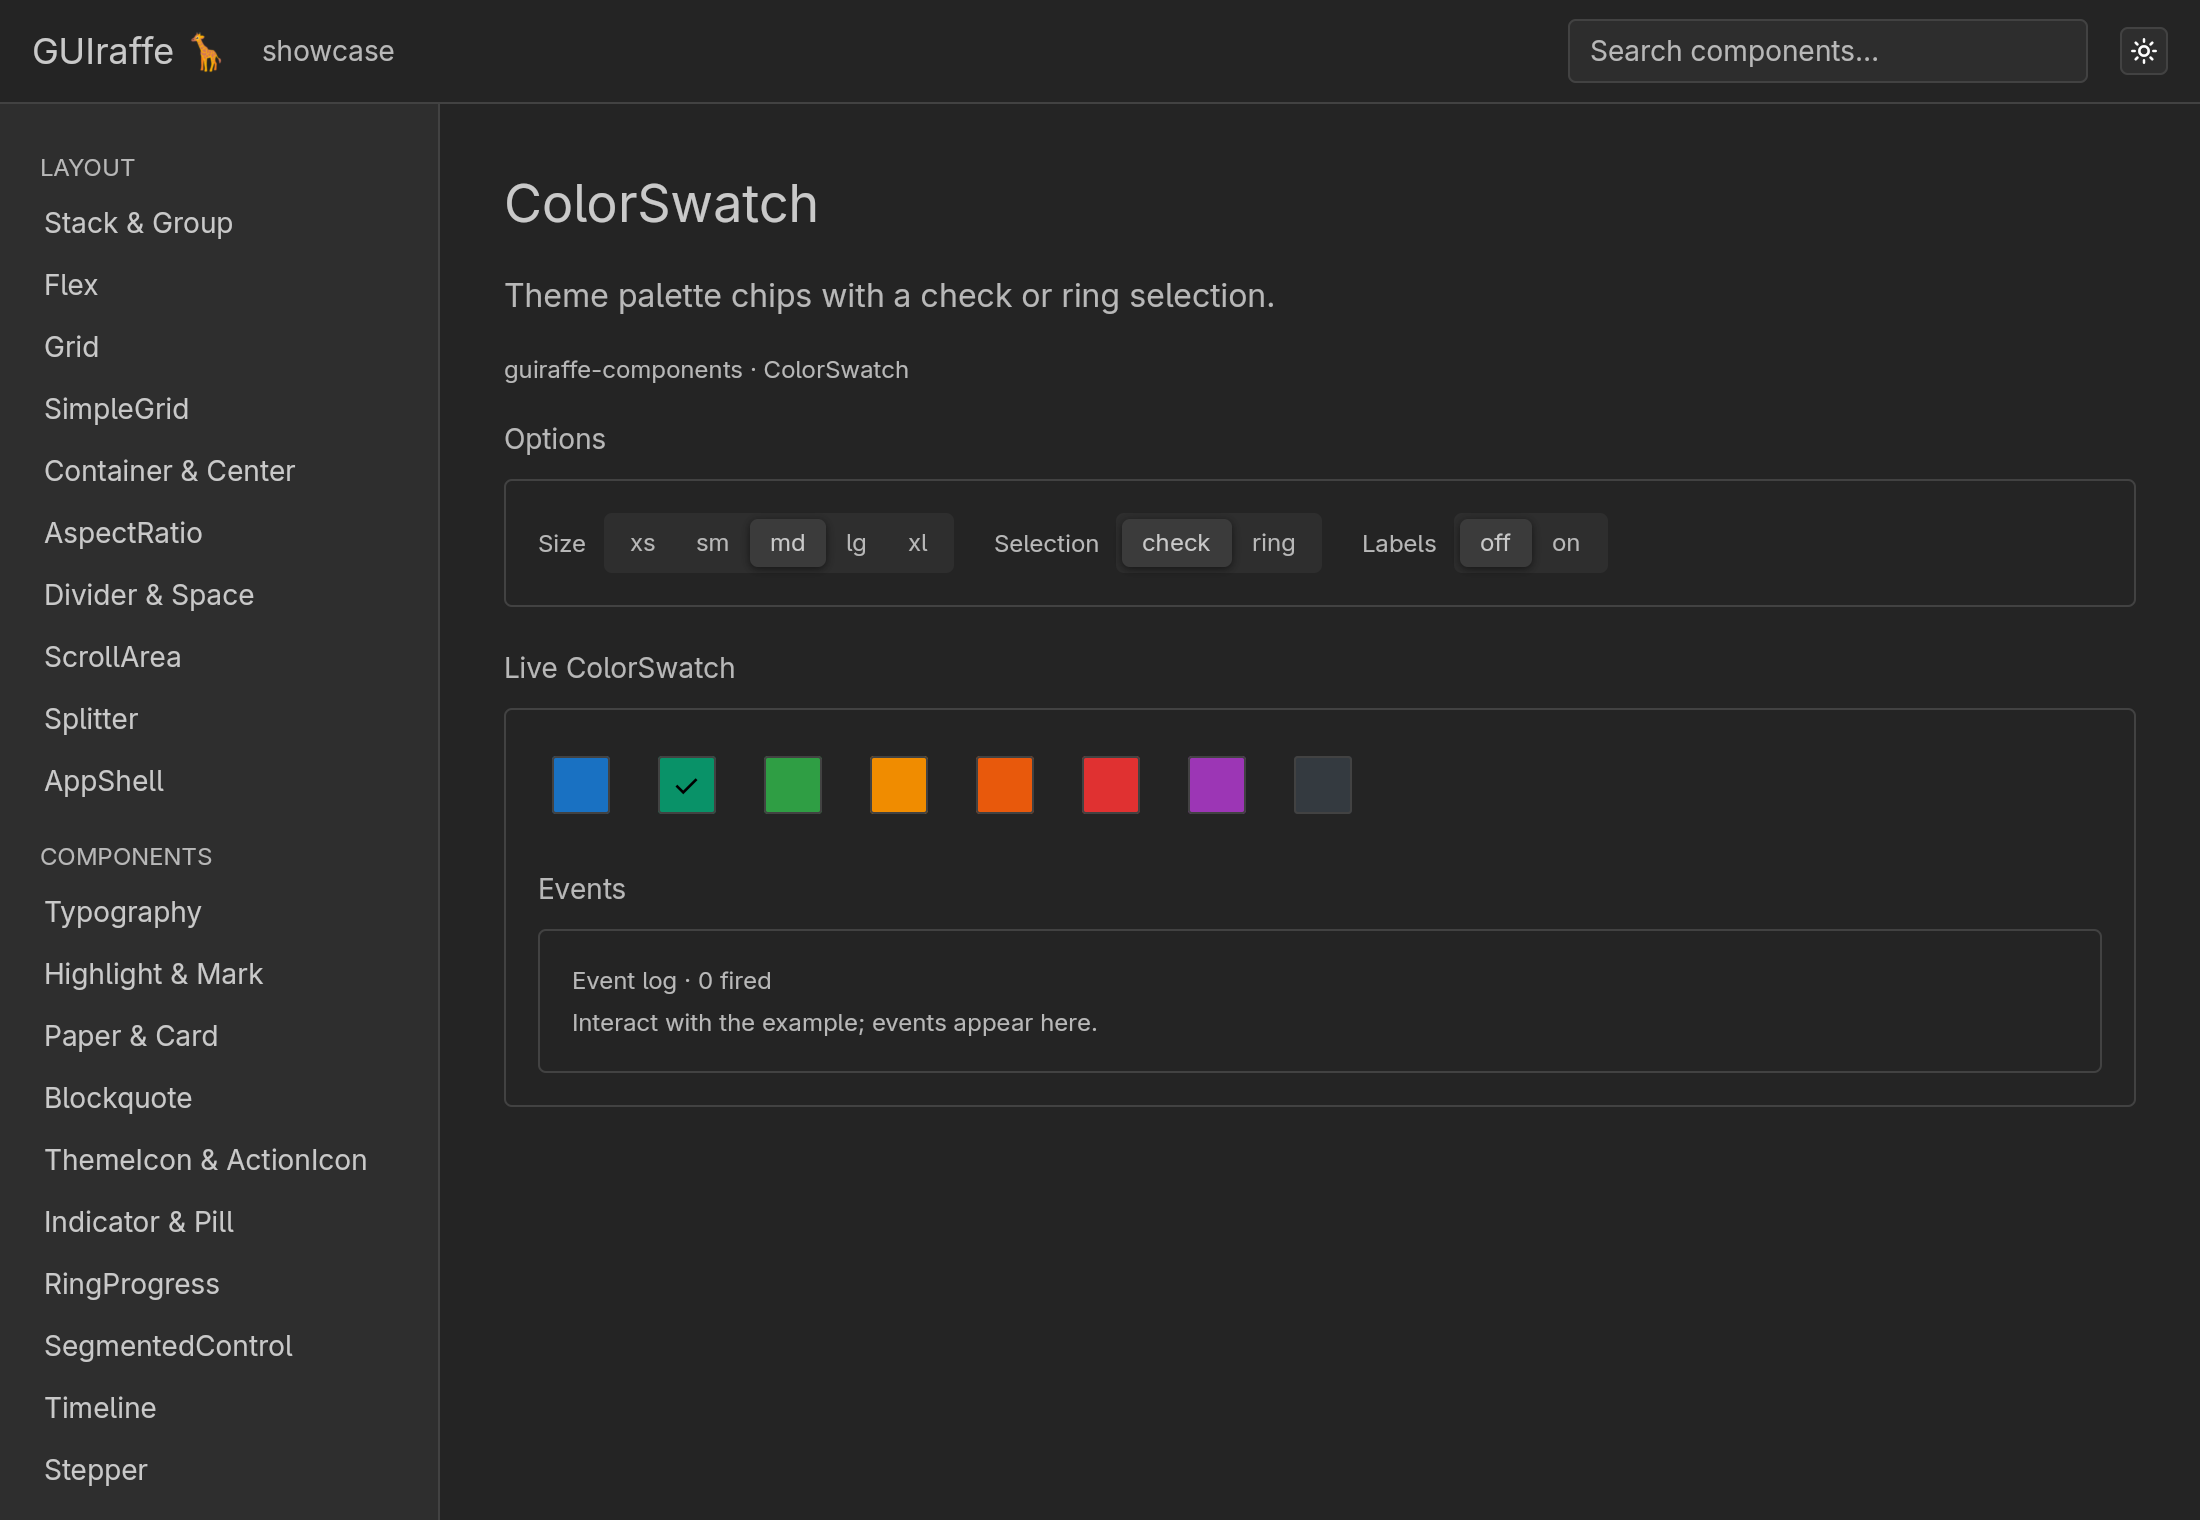 GUIraffe 🦒 showcase
Search components...
LAYOUT
Stack & Group
Flex
Grid
SimpleGrid
Container & Center
AspectRatio
Divider & Space
ScrollArea
Splitter
AppShell
COMPONENTS
Typography
Highlight & Mark
Paper & Card
Blockquote
ThemeIcon & ActionIcon
Indicator & Pill
RingProgress
SegmentedControl
Timeline
Stepper
ColorSwatch
Theme palette chips with a check or ring selection.
guiraffe-components · ColorSwatch
Options
Size xs sm md lg xl Selection check ring Labels off on
Live ColorSwatch
Events
Event log · 0 fired
Interact with the example; events appear here.